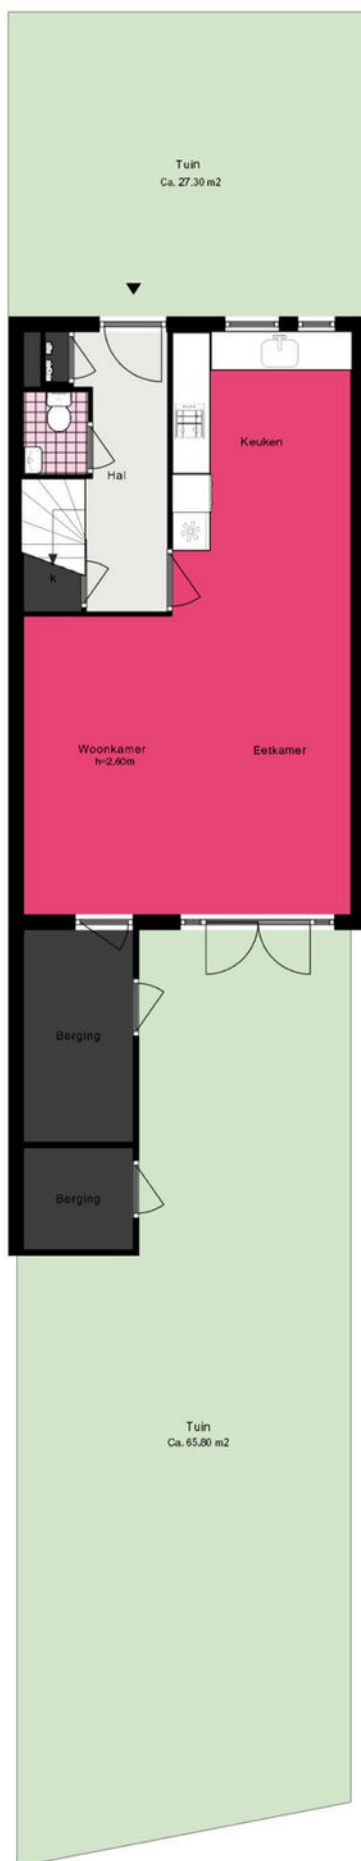 Tuin
Ca. 27.30 m2
Keuken
Hal
k
Woonkamer
h=2,60m
Eetkamer
Berging
Berging
Tuin
Ca. 65.80 m2